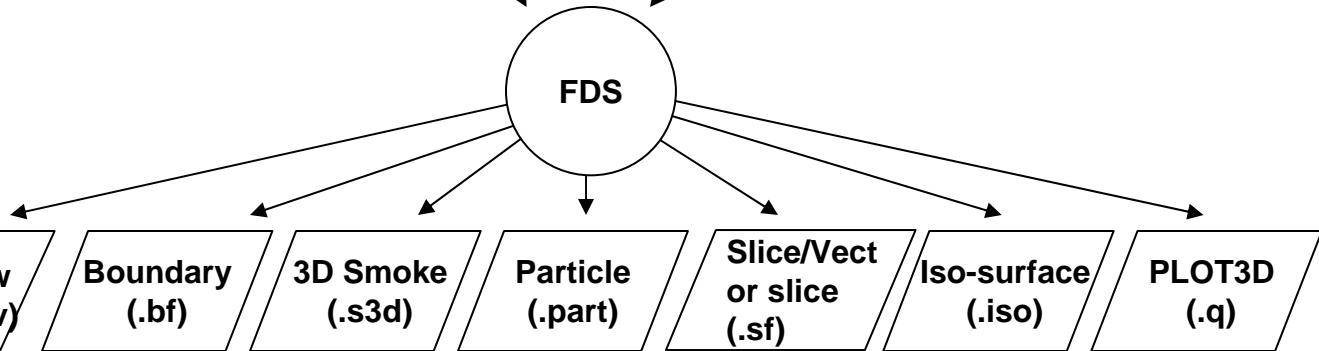 FDS
Boundary
(.bf)
3D Smoke
(.s3d)
Particle
(.part)
Slice/Vect
or slice
(.sf)
Iso-surface
(.iso)
PLOT3D
(.q)